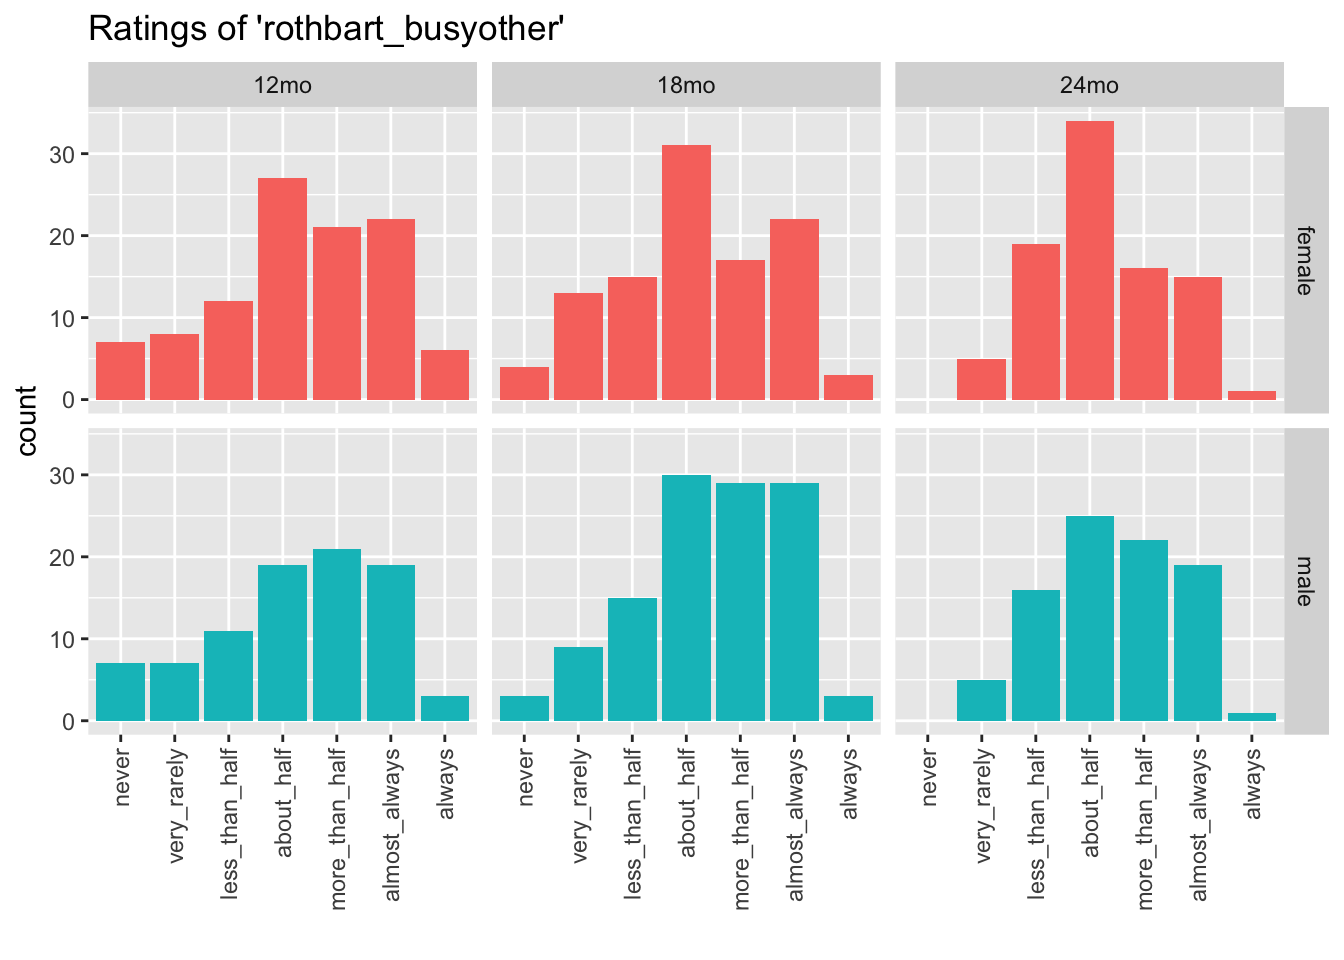 Ratings of 'rothbart_busyother'
12mo
18mo
24mo
30
20
10
0
female
30
20
10
0
male
count
never
very_rarely
less_than_half
about_half
more_than_half
almost_always
always
never
very_rarely
less_than_half
about_half
more_than_half
almost_always
always
never
very_rarely
less_than_half
about_half
more_than_half
almost_always
always